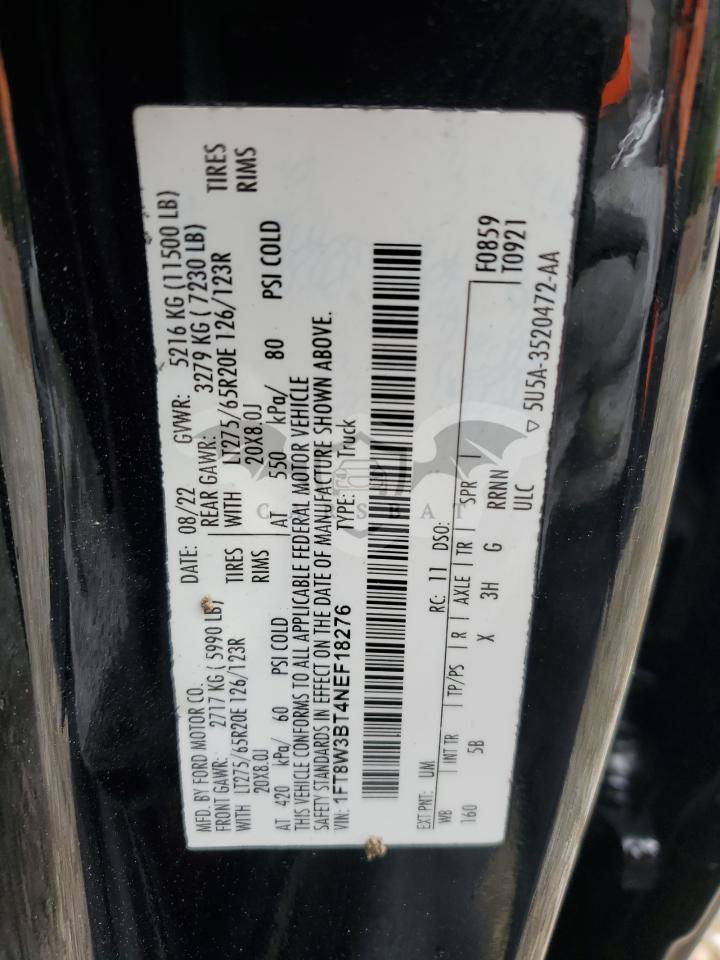 MFD. BY FORD MOTOR CO. DATE: 08/22 GVWR: 5216 KG (11500 LB)
FRONT GAWR: 2717 KG ( 5990 LB) REAR GAWR: 3279 KG ( 7230 LB)
WITH LT275/65R20E 126/123R TIRES WITH LT275/65R20E 126/123R TIRES
20X8.0J RIMS 20X8.0J RIMS
AT 420 kPa/ 60 PSI COLD AT 550 kPa/ 80 PSI COLD
THIS VEHICLE CONFORMS TO ALL APPLICABLE FEDERAL MOTOR VEHICLE
SAFETY STANDARDS IN EFFECT ON THE DATE OF MANUFACTURE SHOWN ABOVE.
VIN: 1FT8W3BT4NEF18276 TYPE: Truck
F0859
EXT PNT: UM RC: 11 DSO: T0921
WB INT TR TP/PS R AXLE TR SPR
160 5B X 3H G RRNN
ULC ▽ 5U5A-3520472-AA
CARSBAT